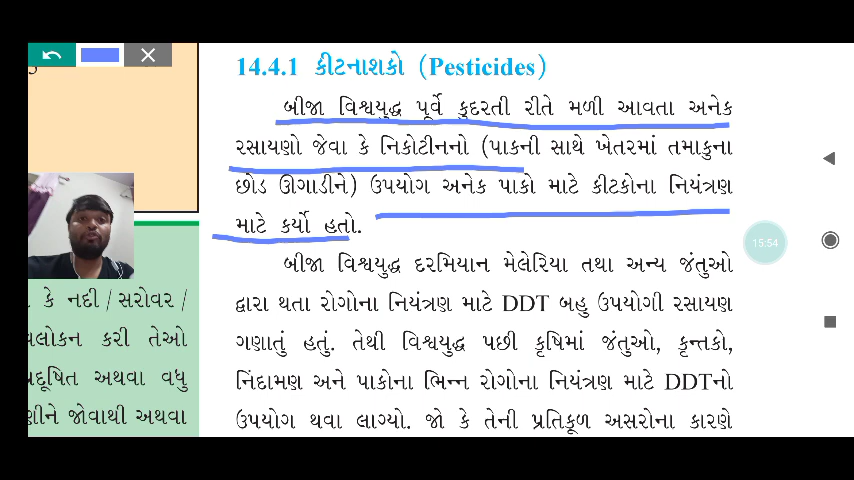 14.4.1 કીટનાશકો (Pesticides)
બીજા વિશ્વયુદ્ધ પૂર્વે કુદરતી રીતે મળી આવતા અનેક
રસાયણો જેવા કે નિકોટીનનો (પાકની સાથે ખેતરમાં તમાકુના
છોડ ઊગાડીને) ઉપયોગ અનેક પાકો માટે કીટકોના નિયંત્રણ
માટે કર્યો હતો.
બીજા વિશ્વયુદ્ધ દરમિયાન મેલેરિયા તથા અન્ય જંતુઓ
દ્વારા થતા રોગોના નિયંત્રણ માટે DDT બહુ ઉપયોગી રસાયણ
ગણાતું હતું. તેથી વિશ્વયુદ્ધ પછી કૃષિમાં જંતુઓ, કૃન્તકો,
નિંદામણ અને પાકોના ભિન્ન રોગોના નિયંત્રણ માટે DDTનો
ઉપયોગ થવા લાગ્યો. જો કે તેની પ્રતિકૂળ અસરોના કારણે
કે નદી / સરોવર /
લોકન કરી તેઓ
પ્રદૂષિત અથવા વધુ
ણીને જોવાથી અથવા
15:54